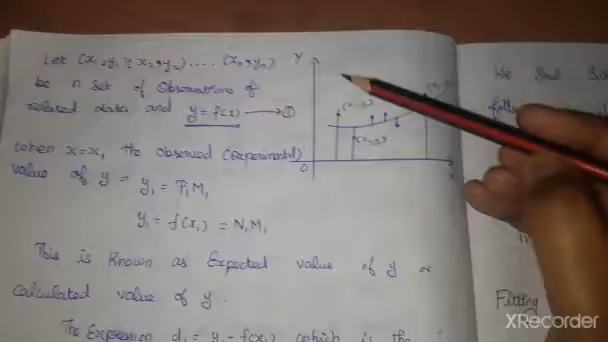 Let (x₁,y₁)(x₂,y₂).... (xₙ,yₙ)
be n set of observations of
related data and y = f(x) → ①
When x = x₁ the observed (experimental)
value of y = y₁ = P₁M₁
y₁ = f(x₁) = N₁M₁
This is Known as Expected value of y or
calculated value of y.
The Expression d₁ = y₁ - f(x₁) which is the
Y
O
We
Fitting
XRecorder